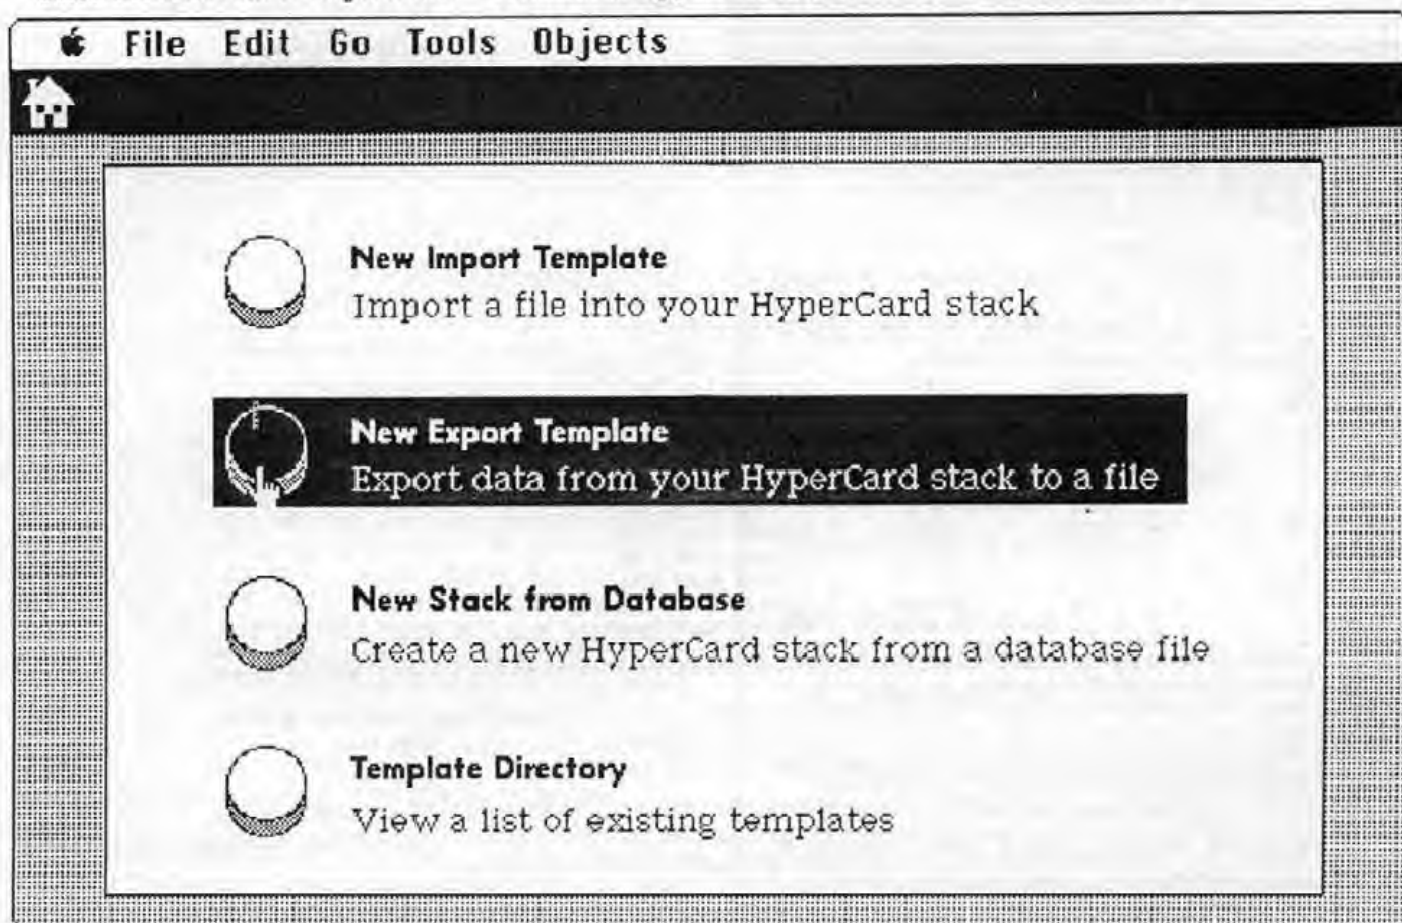 File Edit Go Tools Objects
New Import Template
Import a file into your HyperCard stack
New Export Template
Export data from your HyperCard stack to a file
New Stack from Database
Create a new HyperCard stack from a database file
Template Directory
View a list of existing templates